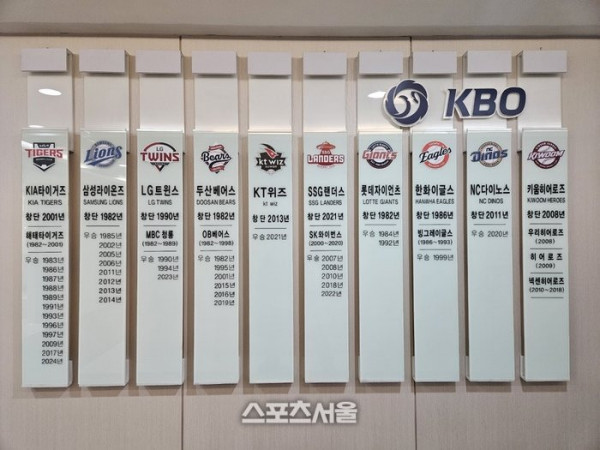 KBO
TIGERS
KIA타이거즈
KIA TIGERS
창단 2001년
해태타이거즈
(1982~2001)
우승 1983년
1986년
1987년
1988년
1989년
1991년
1993년
1996년
1997년
2009년
2017년
2024년
Lions
삼성라이온즈
SAMSUNG LIONS
창단 1982년
우승 1985년
2002년
2005년
2006년
2011년
2012년
2013년
2014년
LG
TWINS
LG트윈스
LG TWINS
창단 1990년
MBC 청룡
(1982~1989)
우승 1990년
1994년
2023년
Bears
두산베어스
DOOSAN BEARS
창단 1982년
OB베어스
(1982~1998)
우승 1982년
1995년
2001년
2015년
2016년
2019년
kt wiz
KT위즈
kt wiz
창단 2013년
우승 2021년
SSG
LANDERS
SSG랜더스
SSG LANDERS
창단 2021년
SK와이번스
(2000~2020)
우승 2007년
2008년
2010년
2018년
2022년
Giants
롯데자이언츠
LOTTE GIANTS
창단 1982년
우승 1984년
1992년
Eagles
한화이글스
HANWHA EAGLES
창단 1986년
빙그레이글스
(1986~1993)
우승 1999년
NC
DINOS
NC다이노스
NC DINOS
창단 2011년
우승 2020년
KIWOOM
키움히어로즈
KIWOOM HEROES
창단 2008년
우리히어로즈
(2008)
히어로즈
(2009)
넥센히어로즈
(2010~2018)
스포츠서울